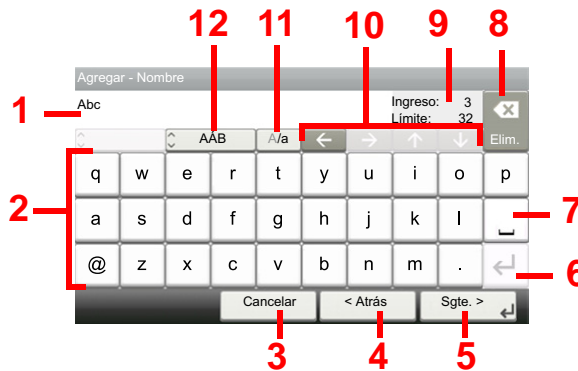 12 11 10 9 8
Agregar - Nombre
1 Abc Ingreso: 3
Límite: 32
AÄB A/a ← → ↑ ↓ Elim.
2
q w e r t y u i o p
a s d f g h j k l 7
@ z x c v b n m . 6
Cancelar < Atrás Sgte. >
3 4 5